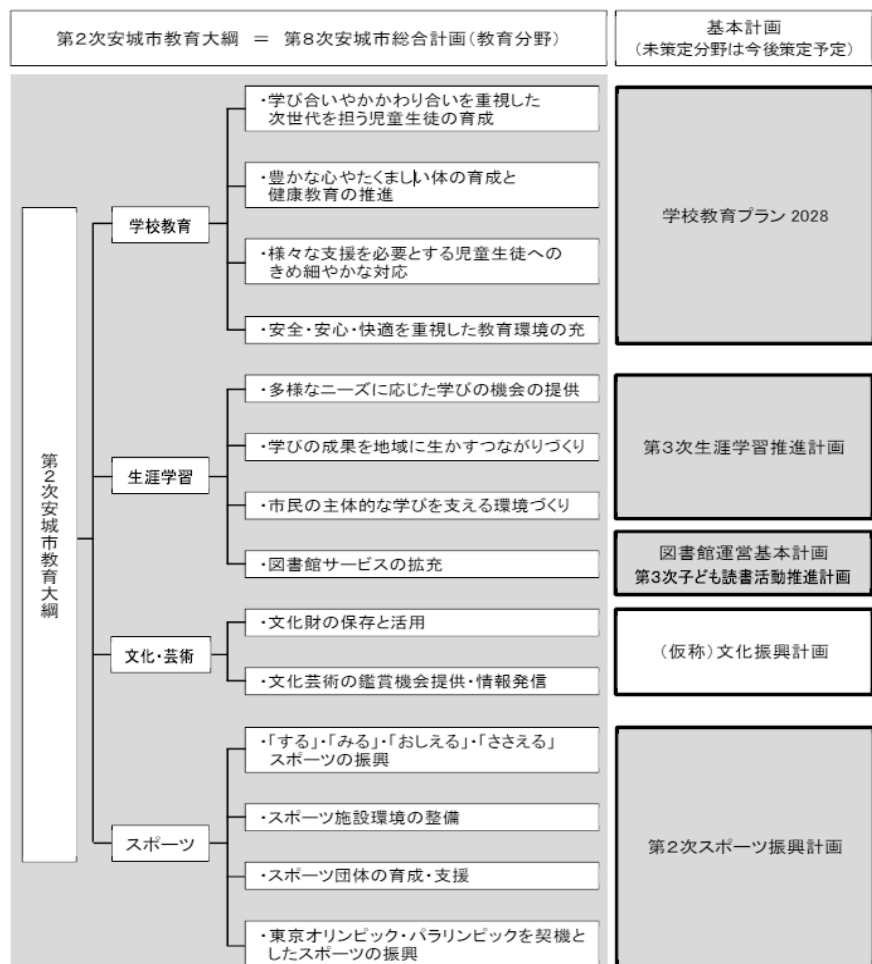 第2次安城市教育大綱 ＝ 第8次安城市総合計画(教育分野)
基本計画
(未策定分野は今後策定予定)
第2次安城市教育大綱
学校教育
・学び合いやかかわり合いを重視した
次世代を担う児童生徒の育成
・豊かな心やたくましい体の育成と
健康教育の推進
・様々な支援を必要とする児童生徒への
きめ細やかな対応
・安全・安心・快適を重視した教育環境の充
学校教育プラン 2028
生涯学習
・多様なニーズに応じた学びの機会の提供
・学びの成果を地域に生かすつながりづくり
・市民の主体的な学びを支える環境づくり
・図書館サービスの拡充
第3次生涯学習推進計画
図書館運営基本計画
第3次子ども読書活動推進計画
文化・芸術
・文化財の保存と活用
・文化芸術の鑑賞機会提供・情報発信
(仮称)文化振興計画
スポーツ
・「する」・「みる」・「おしえる」・「ささえる」
スポーツの振興
・スポーツ施設環境の整備
・スポーツ団体の育成・支援
・東京オリンピック・パラリンピックを契機と
したスポーツの振興
第2次スポーツ振興計画